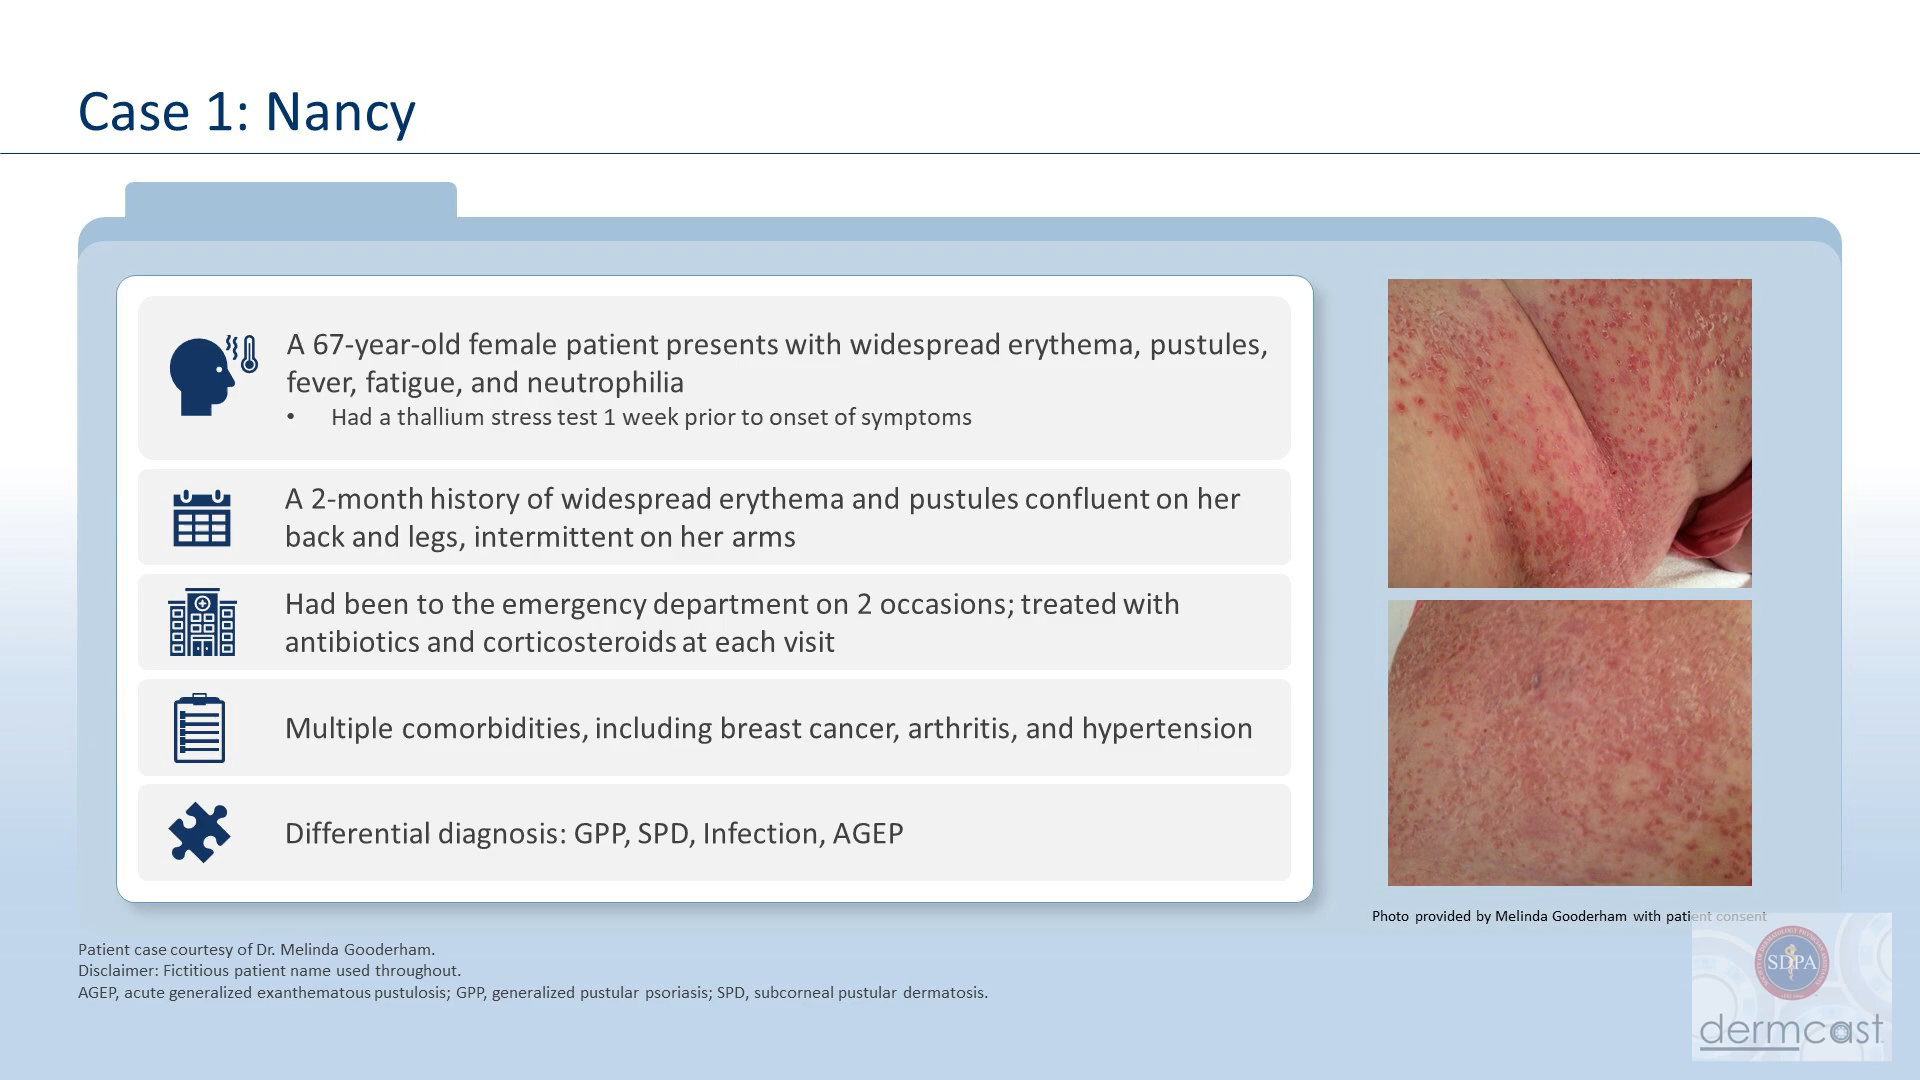 Case 1: Nancy
A 67-year-old female patient presents with widespread erythema, pustules,
fever, fatigue, and neutrophilia
• Had a thallium stress test 1 week prior to onset of symptoms
A 2-month history of widespread erythema and pustules confluent on her
back and legs, intermittent on her arms
Had been to the emergency department on 2 occasions; treated with
antibiotics and corticosteroids at each visit
Multiple comorbidities, including breast cancer, arthritis, and hypertension
Differential diagnosis: GPP, SPD, Infection, AGEP
Photo provided by Melinda Gooderham with patient consent
Patient case courtesy of Dr. Melinda Gooderham.
Disclaimer: Fictitious patient name used throughout.
AGEP, acute generalized exanthematous pustulosis; GPP, generalized pustular psoriasis; SPD, subcorneal pustular dermatosis.
SDPA
dermcast